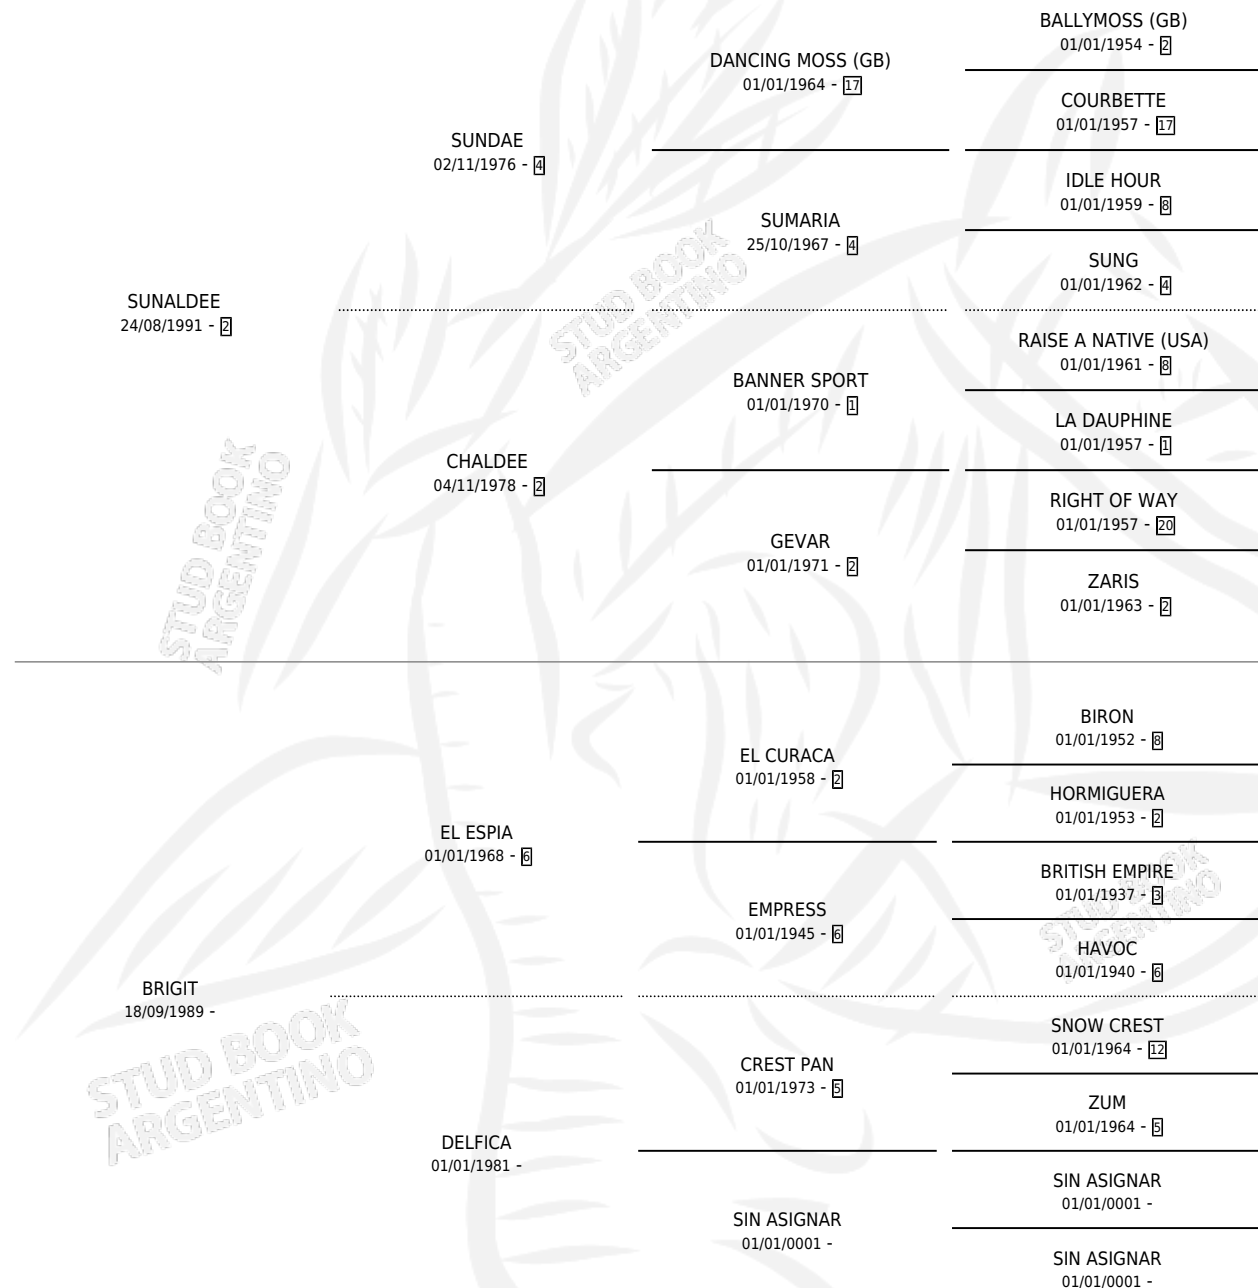 SUNALDEE
24/08/1991 - 2
SUNDAE
02/11/1976 - 4
CHALDEE
04/11/1978 - 2
DANCING MOSS (GB)
01/01/1964 - 17
SUMARIA
25/10/1967 - 4
BANNER SPORT
01/01/1970 - 1
GEVAR
01/01/1971 - 2
BALLYMOSS (GB)
01/01/1954 - 2
COURBETTE
01/01/1957 - 17
IDLE HOUR
01/01/1959 - 8
SUNG
01/01/1962 - 4
RAISE A NATIVE (USA)
01/01/1961 - 8
LA DAUPHINE
01/01/1957 - 1
RIGHT OF WAY
01/01/1957 - 20
ZARIS
01/01/1963 - 2
BRIGIT
18/09/1989 -
EL ESPIA
01/01/1968 - 6
DELFICA
01/01/1981 -
EL CURACA
01/01/1958 - 2
EMPRESS
01/01/1945 - 6
CREST PAN
01/01/1973 - 5
SIN ASIGNAR
01/01/0001 -
BIRON
01/01/1952 - 8
HORMIGUERA
01/01/1953 - 2
BRITISH EMPIRE
01/01/1937 - 3
HAVOC
01/01/1940 - 6
SNOW CREST
01/01/1964 - 12
ZUM
01/01/1964 - 5
SIN ASIGNAR
01/01/0001 -
SIN ASIGNAR
01/01/0001 -
STUD BOOK
ARGENTINO
STUD BOOK
ARGENTINO
STUD BOOK
ARGENTINO
STUD BOOK
ARGENTINO